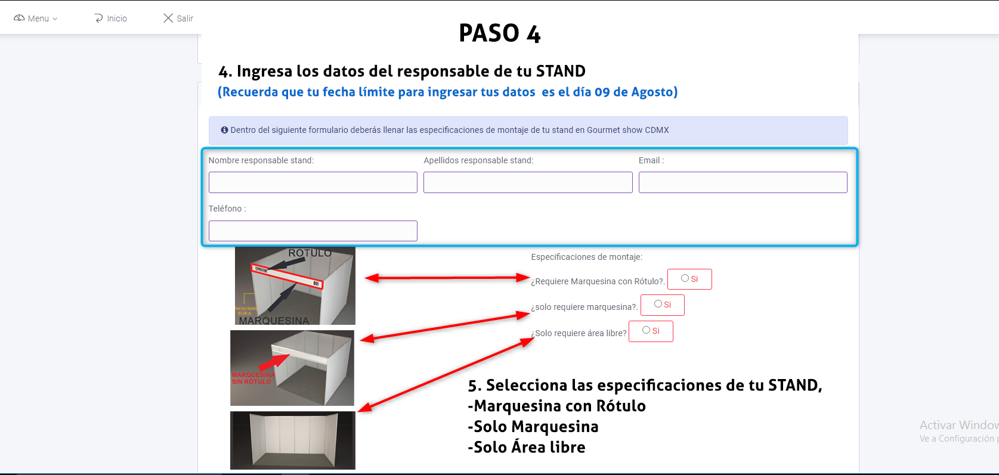 Menu
Inicio
Salir
PASO 4
4. Ingresa los datos del responsable de tu STAND
(Recuerda que tu fecha límite para ingresar tus datos es el día 09 de Agosto)
Dentro del siguiente formulario deberás llenar las especificaciones de montaje de tu stand en Gourmet show CDMX
Nombre responsable stand:
Apellidos responsable stand:
Email :
Teléfono :
RÓTULO
001
MARQUESINA
Especificaciones de montaje:
¿Requiere Marquesina con Rótulo?. Si
¿solo requiere marquesina?. Si
¿Solo requiere área libre? Si
MARQUESINA
SIN RÓTULO
5. Selecciona las especificaciones de tu STAND,
-Marquesina con Rótulo
-Solo Marquesina
-Solo Área libre
Activar Window
Ve a Configuración p